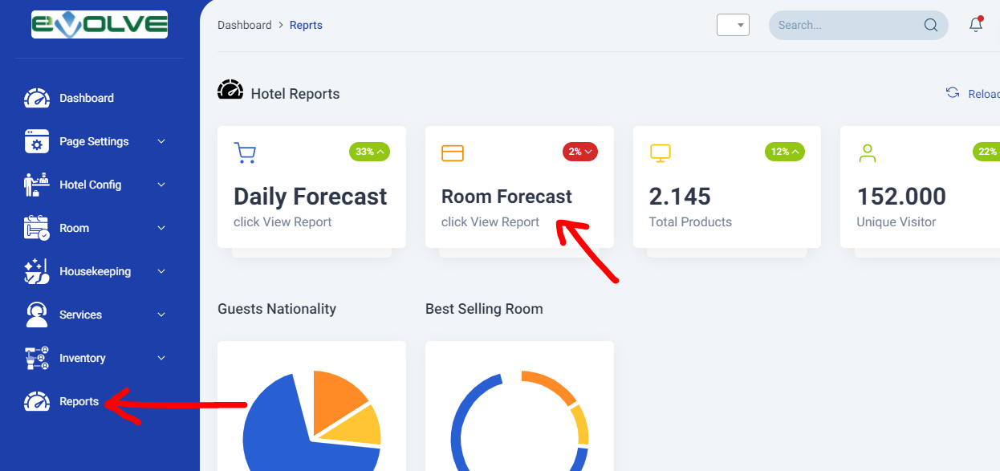 EVOLVE
Dashboard > Reprts
Search...
Dashboard
Page Settings
Hotel Config
Room
Housekeeping
Services
Inventory
Reports
Hotel Reports
Reload
33%
Daily Forecast
click View Report
2%
Room Forecast
click View Report
12%
2.145
Total Products
22%
152.000
Unique Visitor
Guests Nationality
Best Selling Room